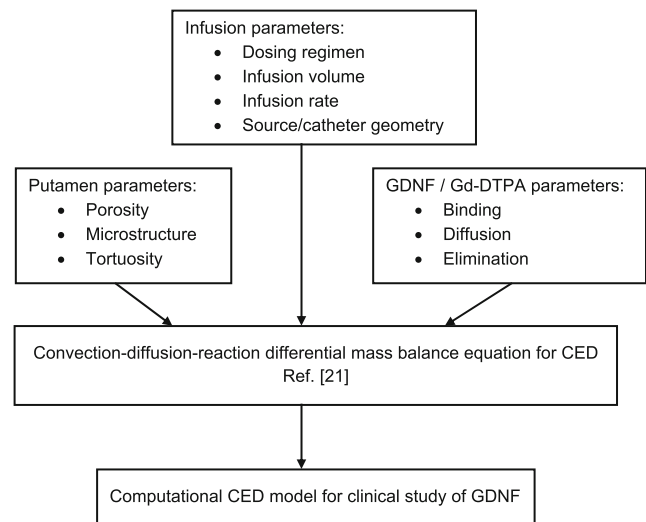 Infusion parameters:
• Dosing regimen
• Infusion volume
• Infusion rate
• Source/catheter geometry
Putamen parameters:
• Porosity
• Microstructure
• Tortuosity
GDNF / Gd-DTPA parameters:
• Binding
• Diffusion
• Elimination
Convection-diffusion-reaction differential mass balance equation for CED
Ref. [21]
Computational CED model for clinical study of GDNF